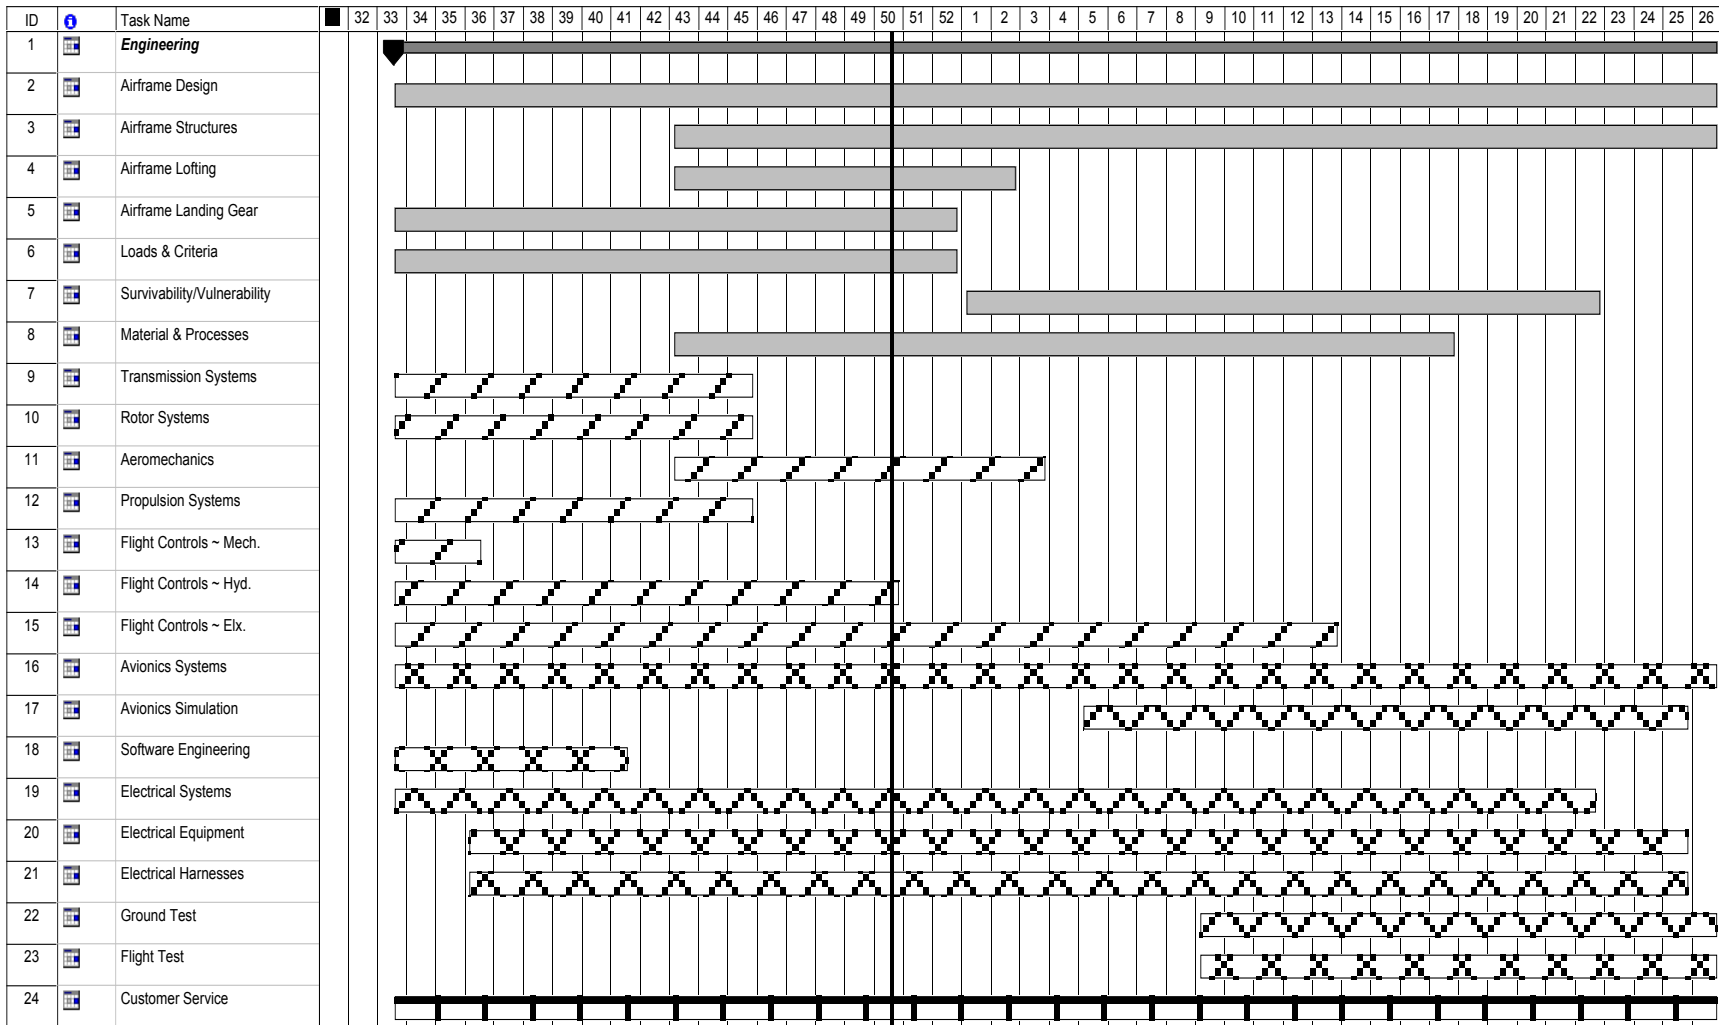 ID Task Name 32 33 34 35 36 37 38 39 40 41 42 43 44 45 46 47 48 49 50 51 52 1 2 3 4 5 6 7 8 9 10 11 12 13 14 15 16 17 18 19 20 21 22 23 24 25 26
1 Engineering
2 Airframe Design
3 Airframe Structures
4 Airframe Lofting
5 Airframe Landing Gear
6 Loads & Criteria
7 Survivability/Vulnerability
8 Material & Processes
9 Transmission Systems
10 Rotor Systems
11 Aeromechanics
12 Propulsion Systems
13 Flight Controls ~ Mech.
14 Flight Controls ~ Hyd.
15 Flight Controls ~ Elx.
16 Avionics Systems
17 Avionics Simulation
18 Software Engineering
19 Electrical Systems
20 Electrical Equipment
21 Electrical Harnesses
22 Ground Test
23 Flight Test
24 Customer Service